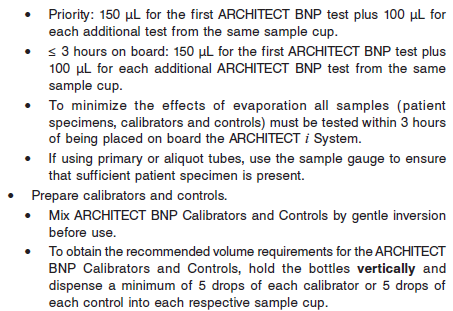 • Priority: 150 µL for the first ARCHITECT BNP test plus 100 µL for
each additional test from the same sample cup.
• ≤ 3 hours on board: 150 µL for the first ARCHITECT BNP test plus
100 µL for each additional ARCHITECT BNP test from the same
sample cup.
• To minimize the effects of evaporation all samples (patient
specimens, calibrators and controls) must be tested within 3 hours
of being placed on board the ARCHITECT i System.
• If using primary or aliquot tubes, use the sample gauge to ensure
that sufficient patient specimen is present.
• Prepare calibrators and controls.
• Mix ARCHITECT BNP Calibrators and Controls by gentle inversion
before use.
• To obtain the recommended volume requirements for the ARCHITECT
BNP Calibrators and Controls, hold the bottles vertically and
dispense a minimum of 5 drops of each calibrator or 5 drops of
each control into each respective sample cup.